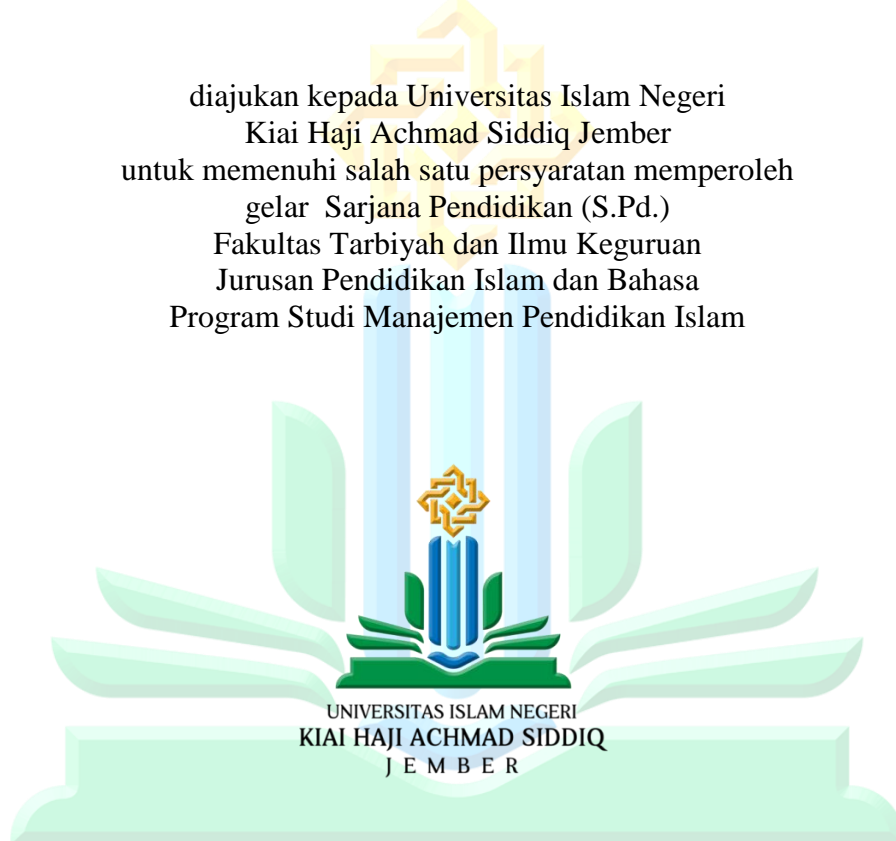 diajukan kepada Universitas Islam Negeri
Kiai Haji Achmad Siddiq Jember
untuk memenuhi salah satu persyaratan memperoleh
gelar Sarjana Pendidikan (S.Pd.)
Fakultas Tarbiyah dan Ilmu Keguruan
Jurusan Pendidikan Islam dan Bahasa
Program Studi Manajemen Pendidikan Islam
UNIVERSITAS ISLAM NEGERI
KIAI HAJI ACHMAD SIDDIQ
JEMBER